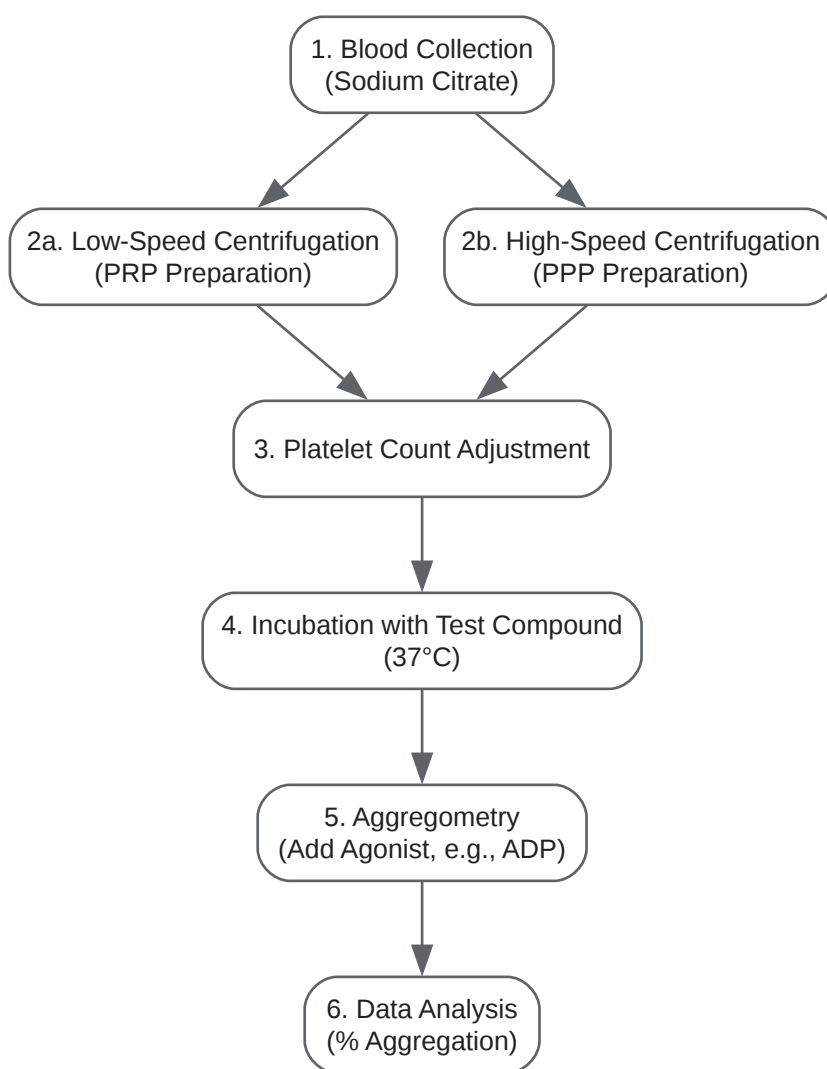 1. Blood Collection
(Sodium Citrate)
2a. Low-Speed Centrifugation
(PRP Preparation)
2b. High-Speed Centrifugation
(PPP Preparation)
3. Platelet Count Adjustment
4. Incubation with Test Compound
(37°C)
5. Aggregometry
(Add Agonist, e.g., ADP)
6. Data Analysis
(% Aggregation)